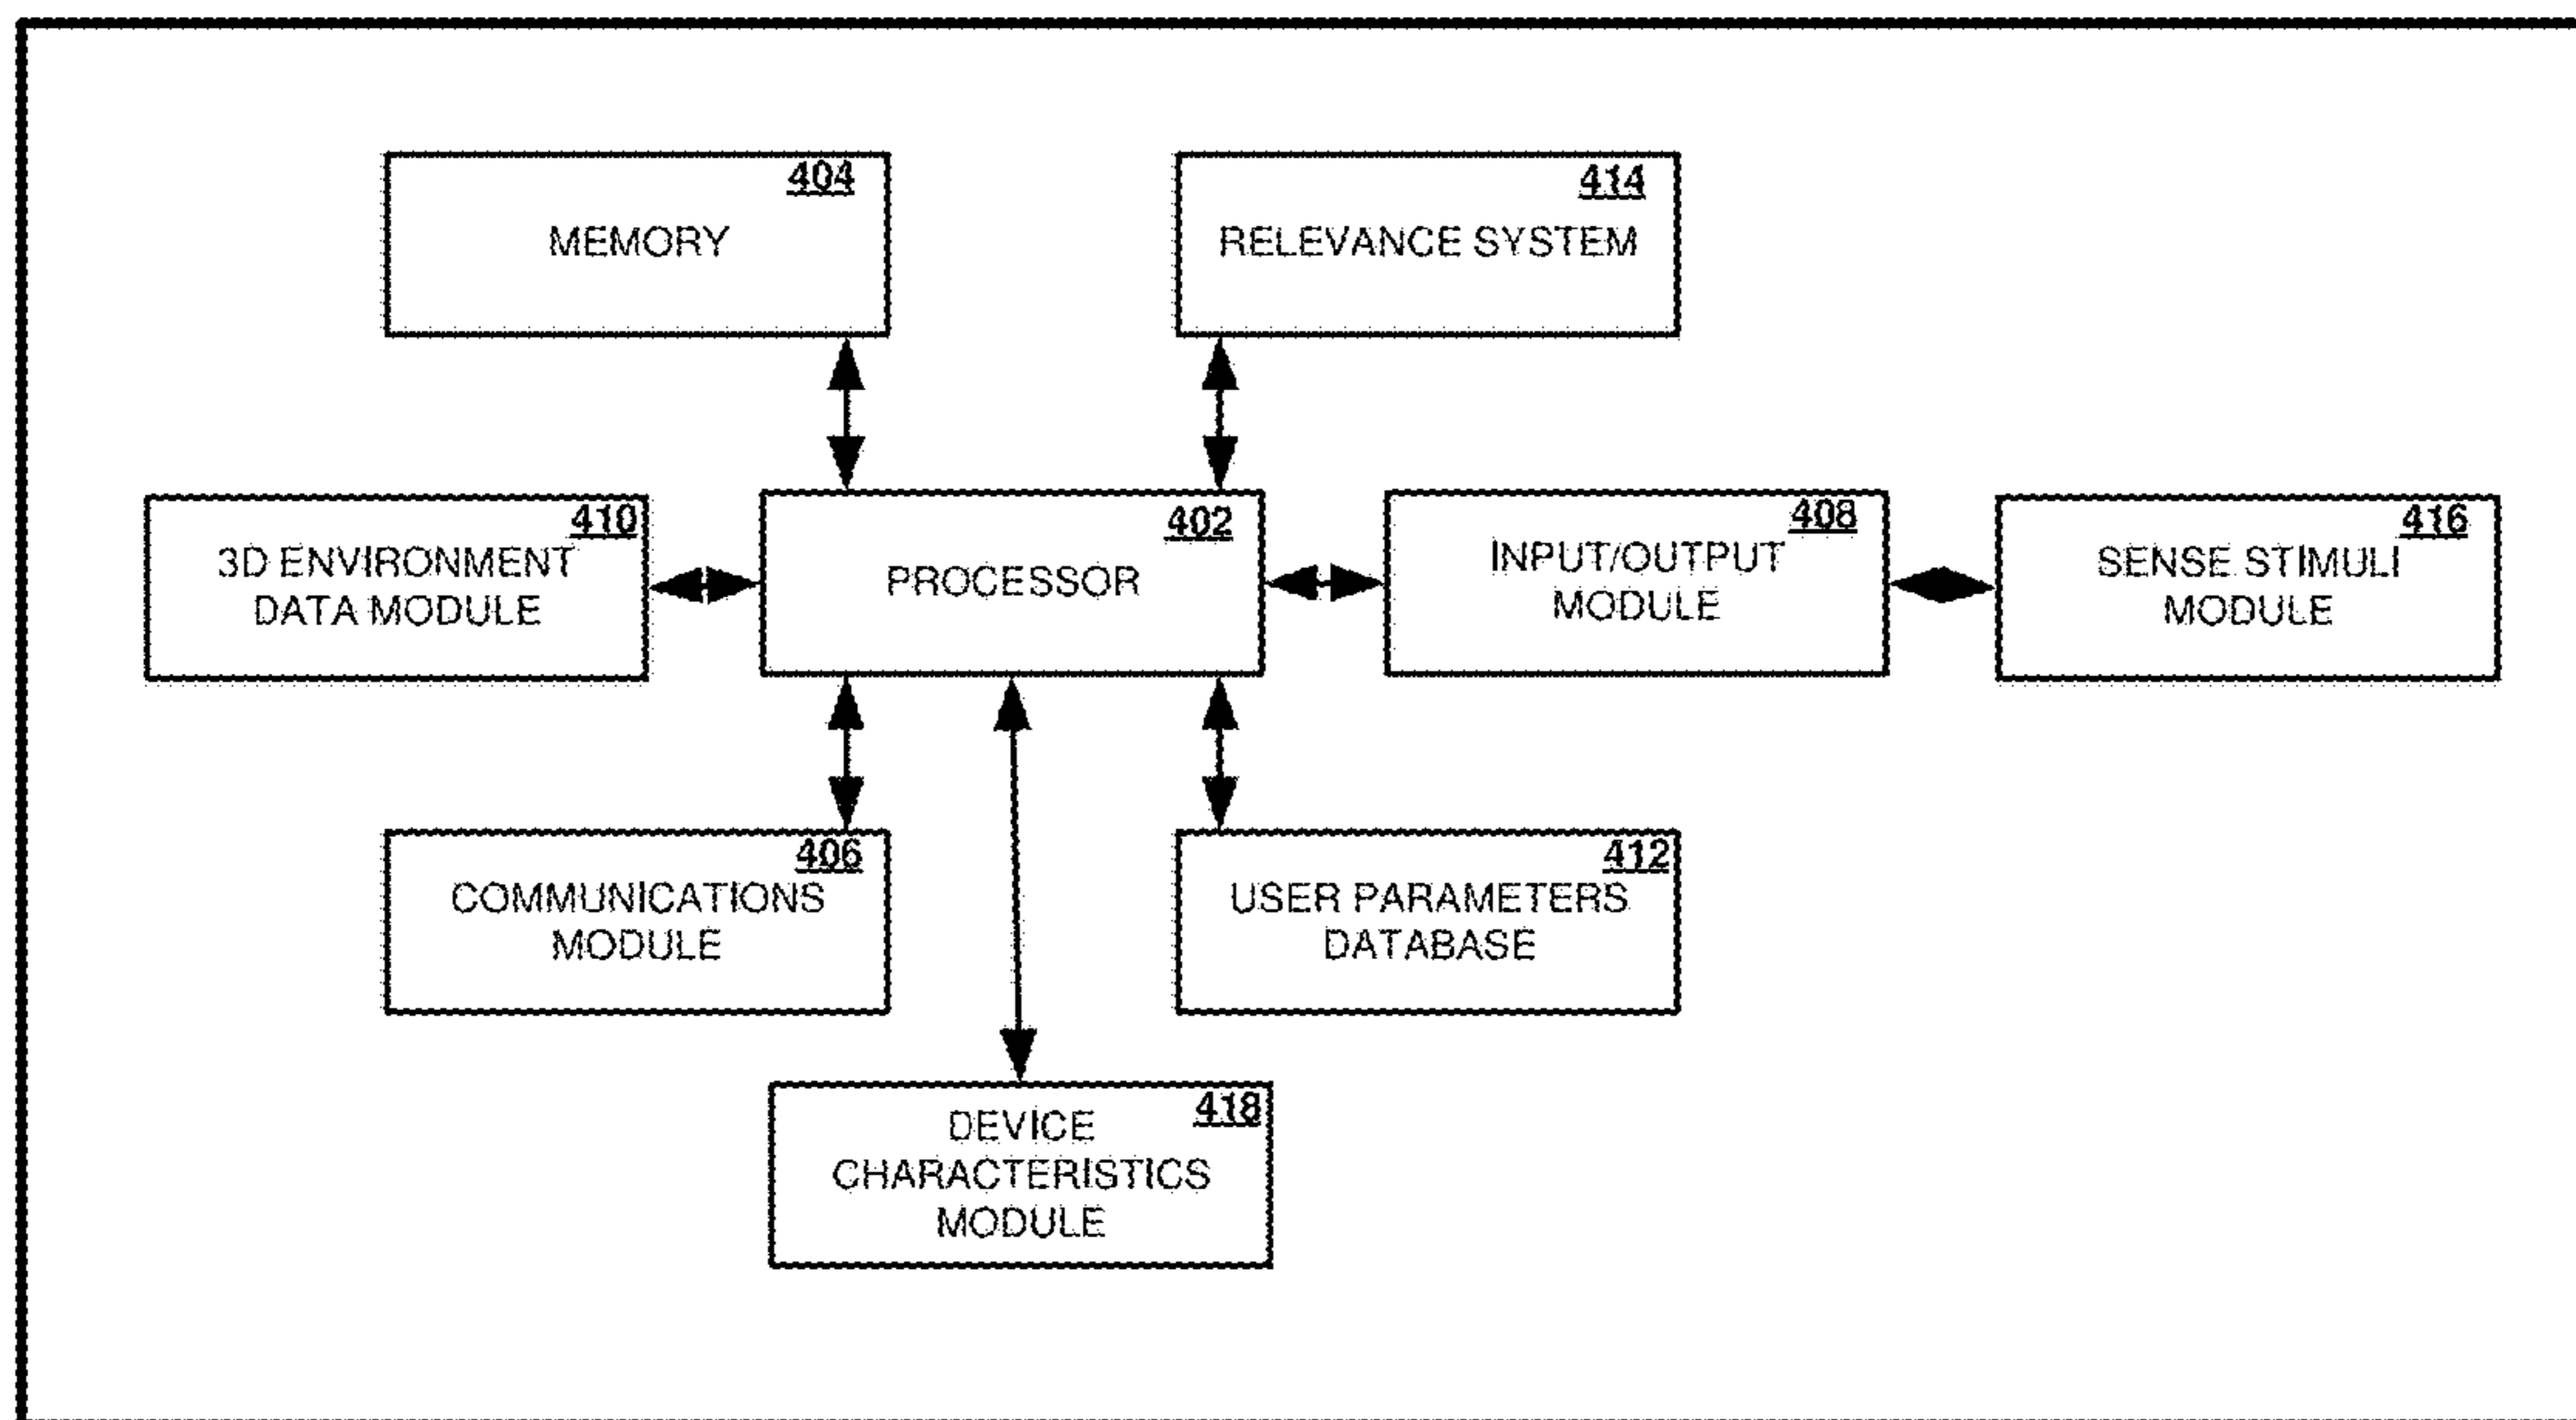 404
MEMORY
414
RELEVANCE SYSTEM
410
3D ENVIRONMENT
DATA MODULE
402
PROCESSOR
408
INPUT/OUTPUT
MODULE
416
SENSE STIMULI
MODULE
406
COMMUNICATIONS
MODULE
412
USER PARAMETERS
DATABASE
418
DEVICE
CHARACTERISTICS
MODULE